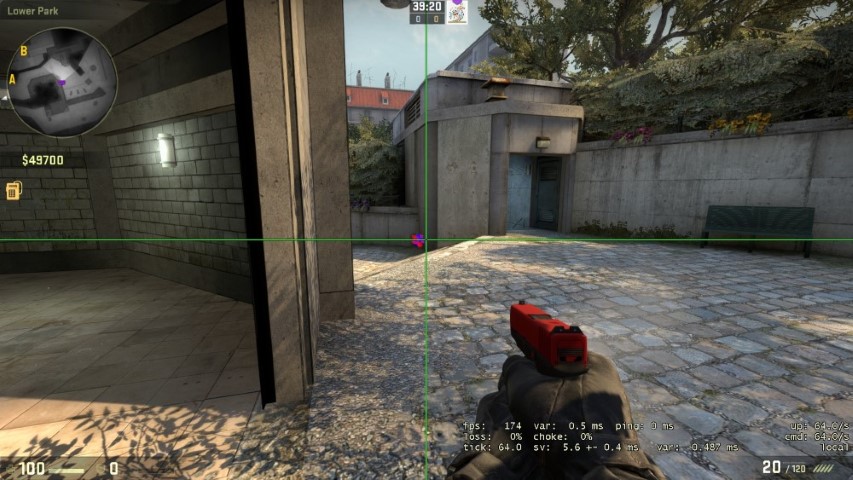 Lower Park
39:20
0 0
B
A
$49700
fps: 174 var: 0.5 ms ping: 0 ms
loss: 0% choke: 0%
tick: 64.0 sv: 5.6 +- 0.4 ms var: 0.487 ms
up: 64.0/s
cmd: 64.0/s
local
100
0
20 / 120